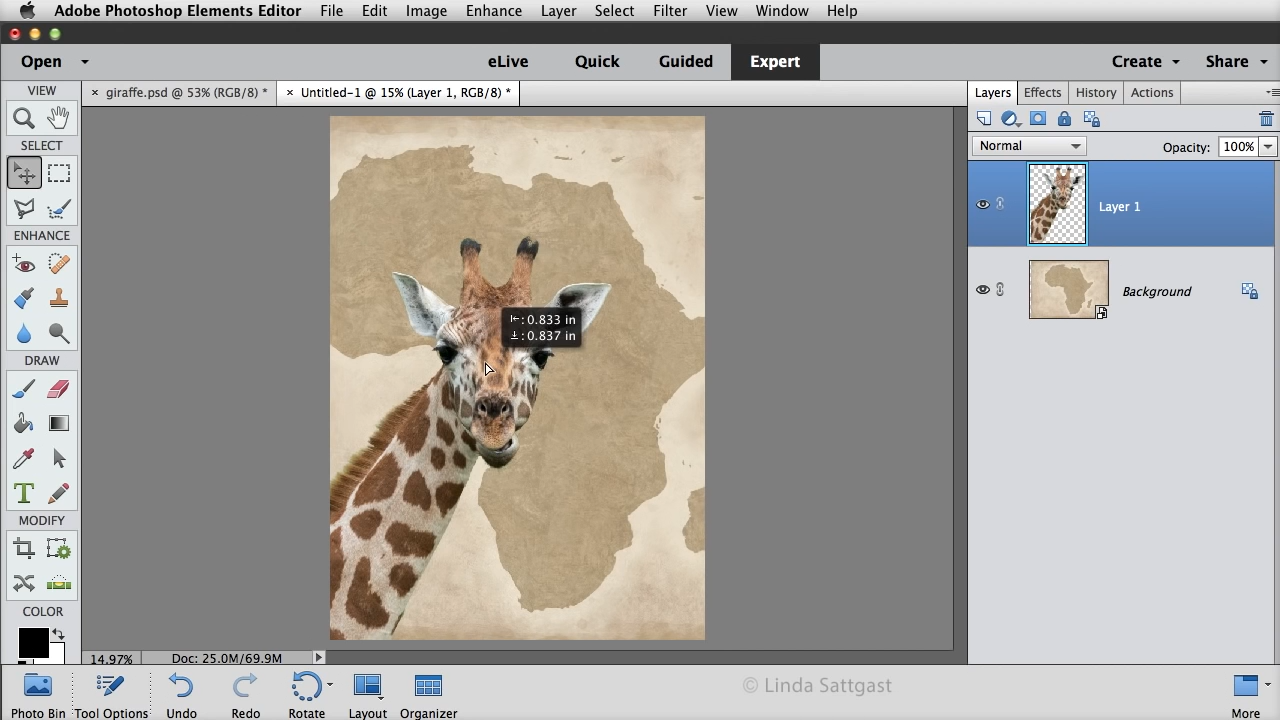 Adobe Photoshop Elements Editor File Edit Image Enhance Layer Select Filter View Window Help
Open eLive Quick Guided Expert Create Share
× giraffe.psd @ 53% (RGB/8) * × Untitled-1 @ 15% (Layer 1, RGB/8) *
Layers Effects History Actions
VIEW
SELECT
Normal Opacity: 100%
Layer 1
ENHANCE
Background
: 0.833 in
: 0.837 in
DRAW
T
MODIFY
COLOR
14.97% Doc: 25.0M/69.9M
© Linda Sattgast
Photo Bin Tool Options Undo Redo Rotate Layout Organizer More